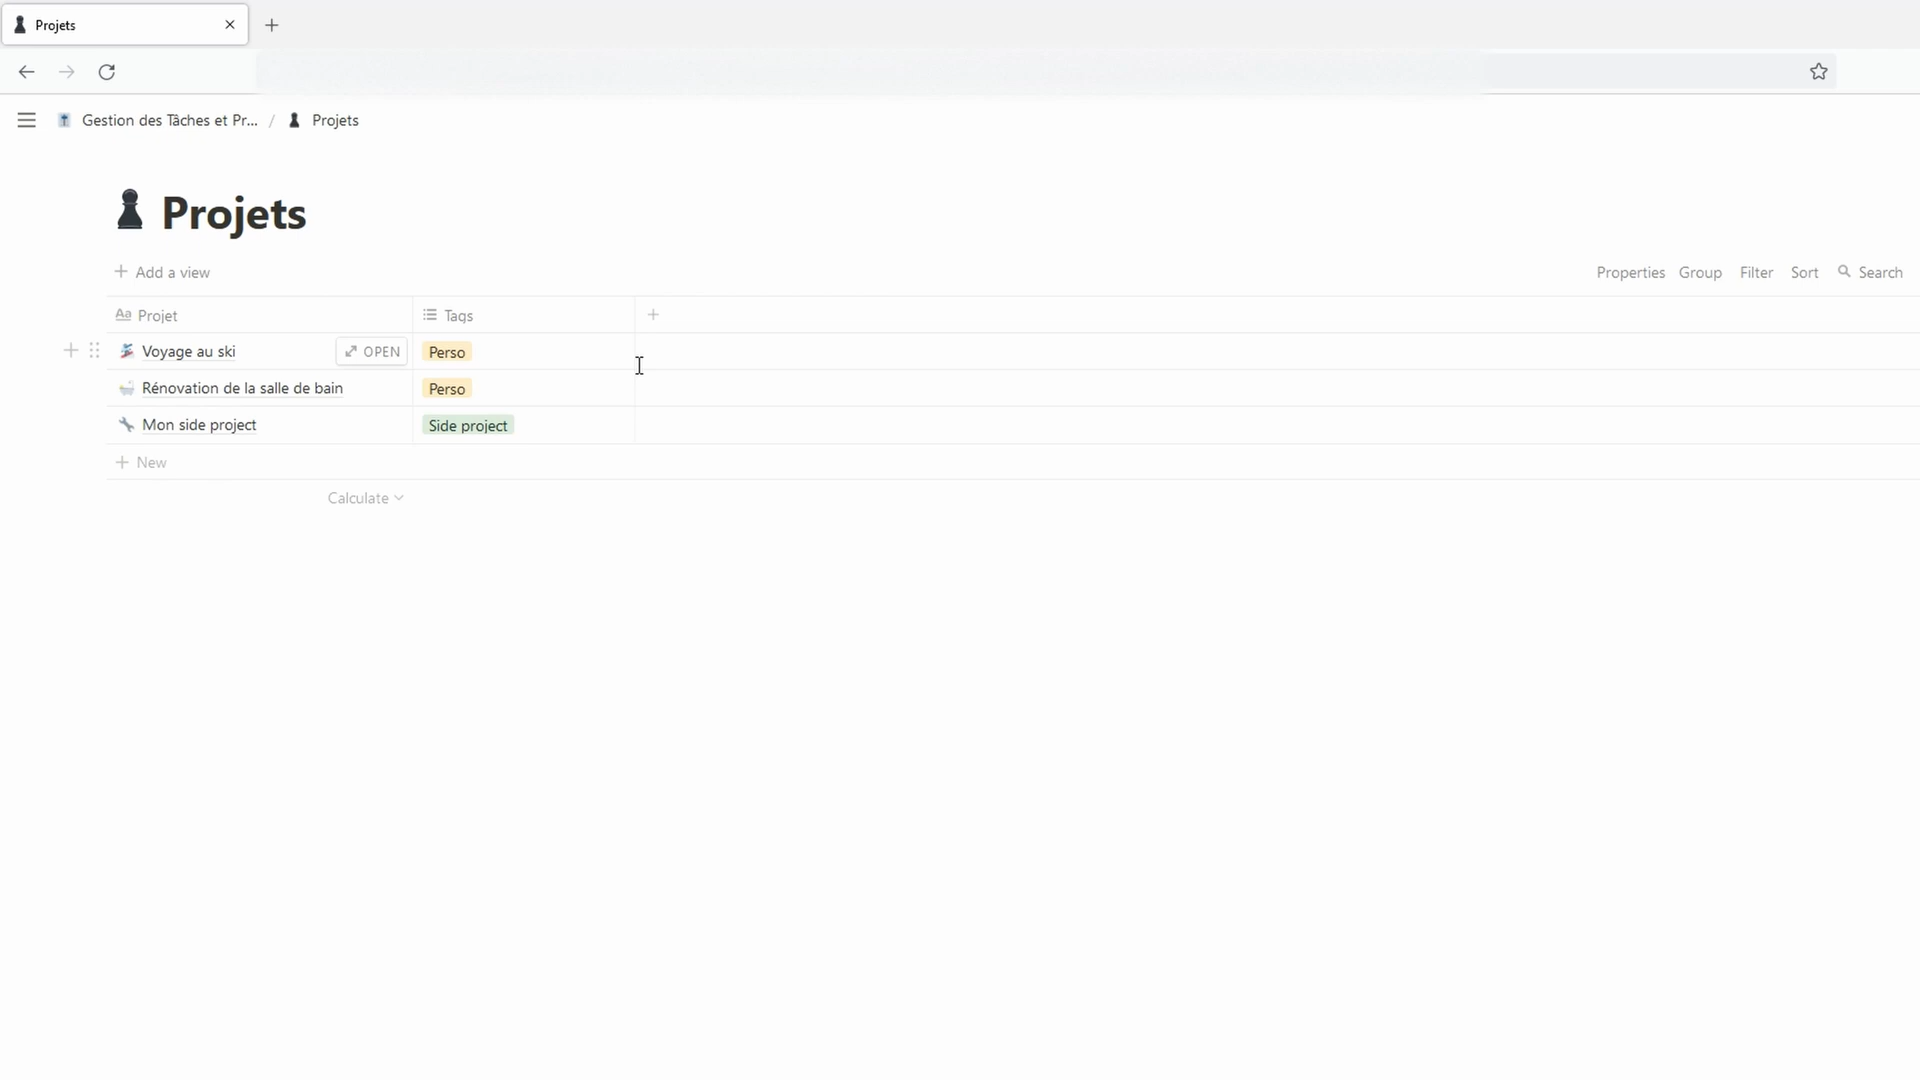 Projets
Gestion des Tâches et Pr... / Projets
Projets
Add a view
Properties Group Filter Sort Search
Aa Projet Tags
Voyage au ski OPEN Perso
Rénovation de la salle de bain Perso
Mon side project Side project
New
Calculate